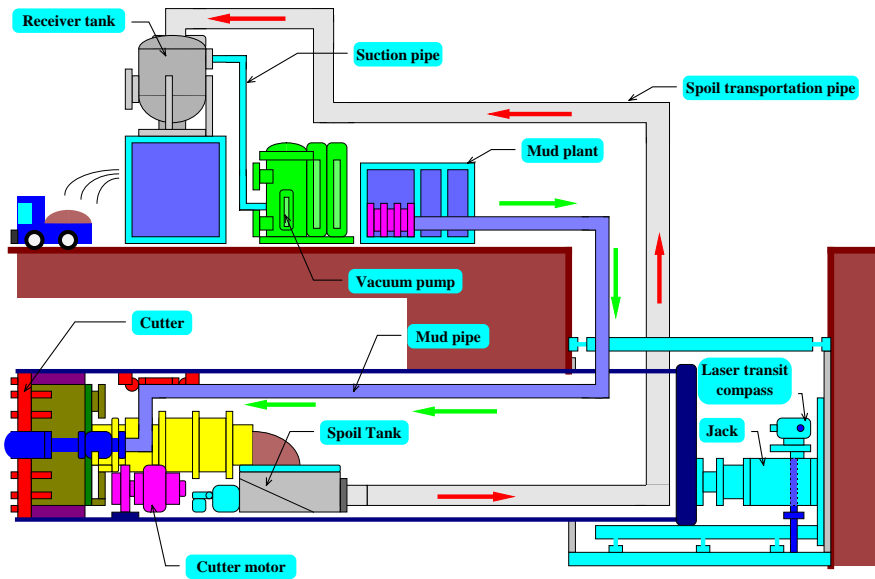 Receiver tank
Suction pipe
Spoil transportation pipe
Mud plant
Vacuum pump
Cutter
Mud pipe
Laser transit
compass
Spoil Tank
Jack
Cutter motor